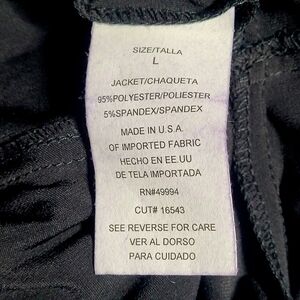 SIZE/TALLA
L
JACKET/CHAQUETA
95%POLYESTER/POLIESTER
5%SPANDEX/SPANDEX
MADE IN U.S.A.
OF IMPORTED FABRIC
HECHO EN EE.UU
DE TELA IMPORTADA
RN#49994
CUT# 16543
SEE REVERSE FOR CARE
VER AL DORSO
PARA CUIDADO